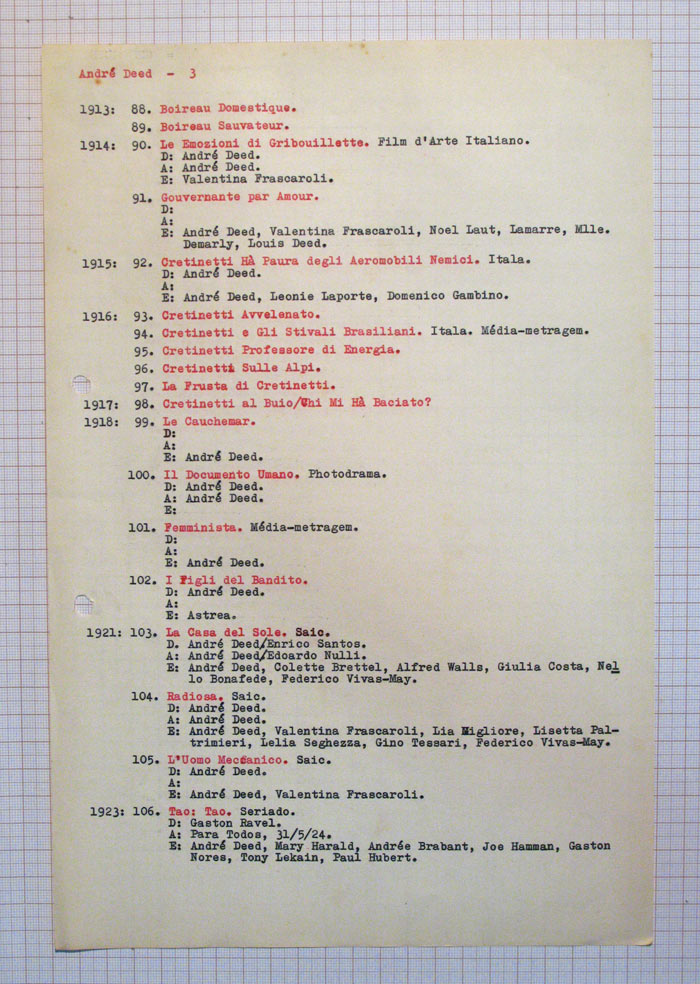 André Deed - 3
1913: 88. Boireau Domestique.
89. Boireau Sauvateur.
1914: 90. Le Emozioni di Gribouillette. Film d'Arte Italiano.
D: André Deed.
A: André Deed.
E: Valentina Frascaroli.
91. Gouvernante par Amour.
D:
A:
E: André Deed, Valentina Frascaroli, Noel Laut, Lamarre, Mlle.
Demarly, Louis Deed.
1915: 92. Cretinetti Hà Paura degli Aeromobili Nemici. Itala.
D: André Deed.
A:
E: André Deed, Leonie Laporte, Domenico Gambino.
1916: 93. Cretinetti Avvelenato.
94. Cretinetti e Gli Stivali Brasiliani. Itala. Média-metragem.
95. Cretinetti Professore di Energia.
96. Cretinetti Sulle Alpi.
97. La Frusta di Cretinetti.
1917: 98. Cretinetti al Buio/Chi Mi Hà Baciato?
1918: 99. Le Cauchemar.
D:
A:
E: André Deed.
100. Il Documento Umano. Photodrama.
D: André Deed.
A: André Deed.
E:
101. Femminista. Média-metragem.
D:
A:
E: André Deed.
102. I Figli del Bandito.
D: André Deed.
A:
E: Astrea.
1921: 103. La Casa del Sole. Saic.
D. André Deed/Enrico Santos.
A: André Deed/Edoardo Nulli.
E: André Deed, Colette Brettel, Alfred Walls, Giulia Costa, Nel
lo Bonafede, Federico Vivas-May.
104. Radiosa. Saic.
D: André Deed.
A: André Deed.
E: André Deed, Valentina Frascaroli, Lia Migliore, Lisetta Pal-
trimieri, Lelia Seghezza, Gino Tessari, Federico Vivas-May.
105. L'Uomo Meccanico. Saic.
D: André Deed.
A:
E: André Deed, Valentina Frascaroli.
1923: 106. Tao: Tao. Seriado.
D: Gaston Ravel.
A: Para Todos, 31/5/24.
E: André Deed, Mary Harald, Andrée Brabant, Joe Hamman, Gaston
Nores, Tony Lekain, Paul Hubert.